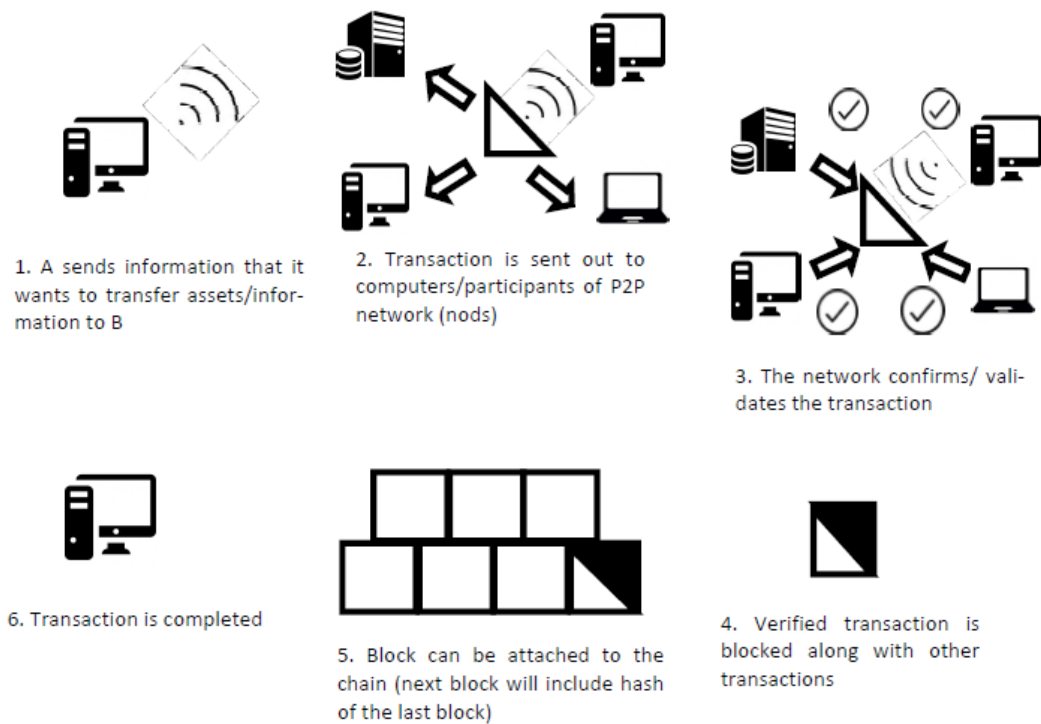 1. A sends information that it
wants to transfer assets/infor-
mation to B
2. Transaction is sent out to
computers/participants of P2P
network (nods)
3. The network confirms/ vali-
dates the transaction
4. Verified transaction is
blocked along with other
transactions
5. Block can be attached to the
chain (next block will include hash
of the last block)
6. Transaction is completed